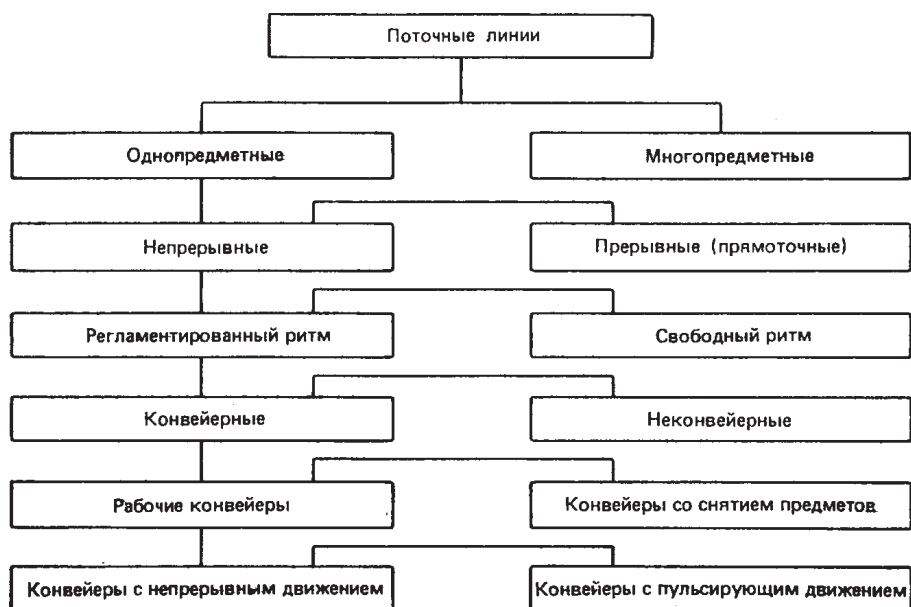 Поточные линии
Однопредметные
Многопредметные
Непрерывные
Прерывные (прямоточные)
Регламентированный ритм
Свободный ритм
Конвейерные
Неконвейерные
Рабочие конвейеры
Конвейеры со снятием предметов
Конвейеры с непрерывным движением
Конвейеры с пульсирующим движением